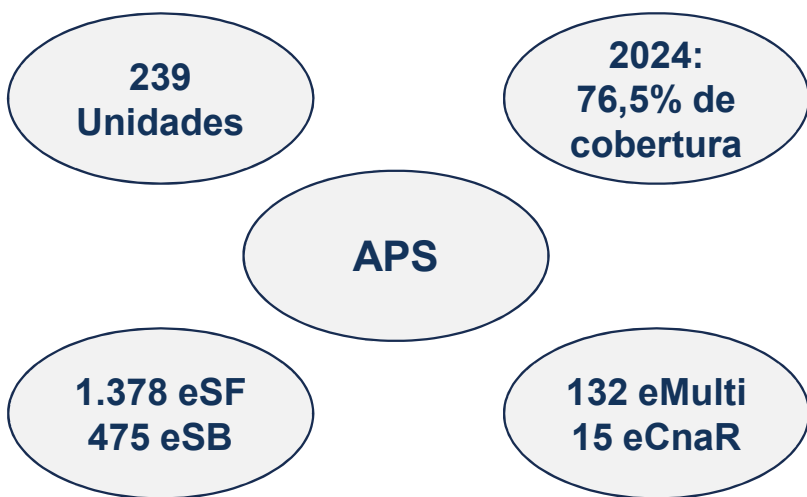 239
Unidades
2024:
76,5% de
cobertura
APS
1.378 eSF
475 eSB
132 eMulti
15 eCnaR